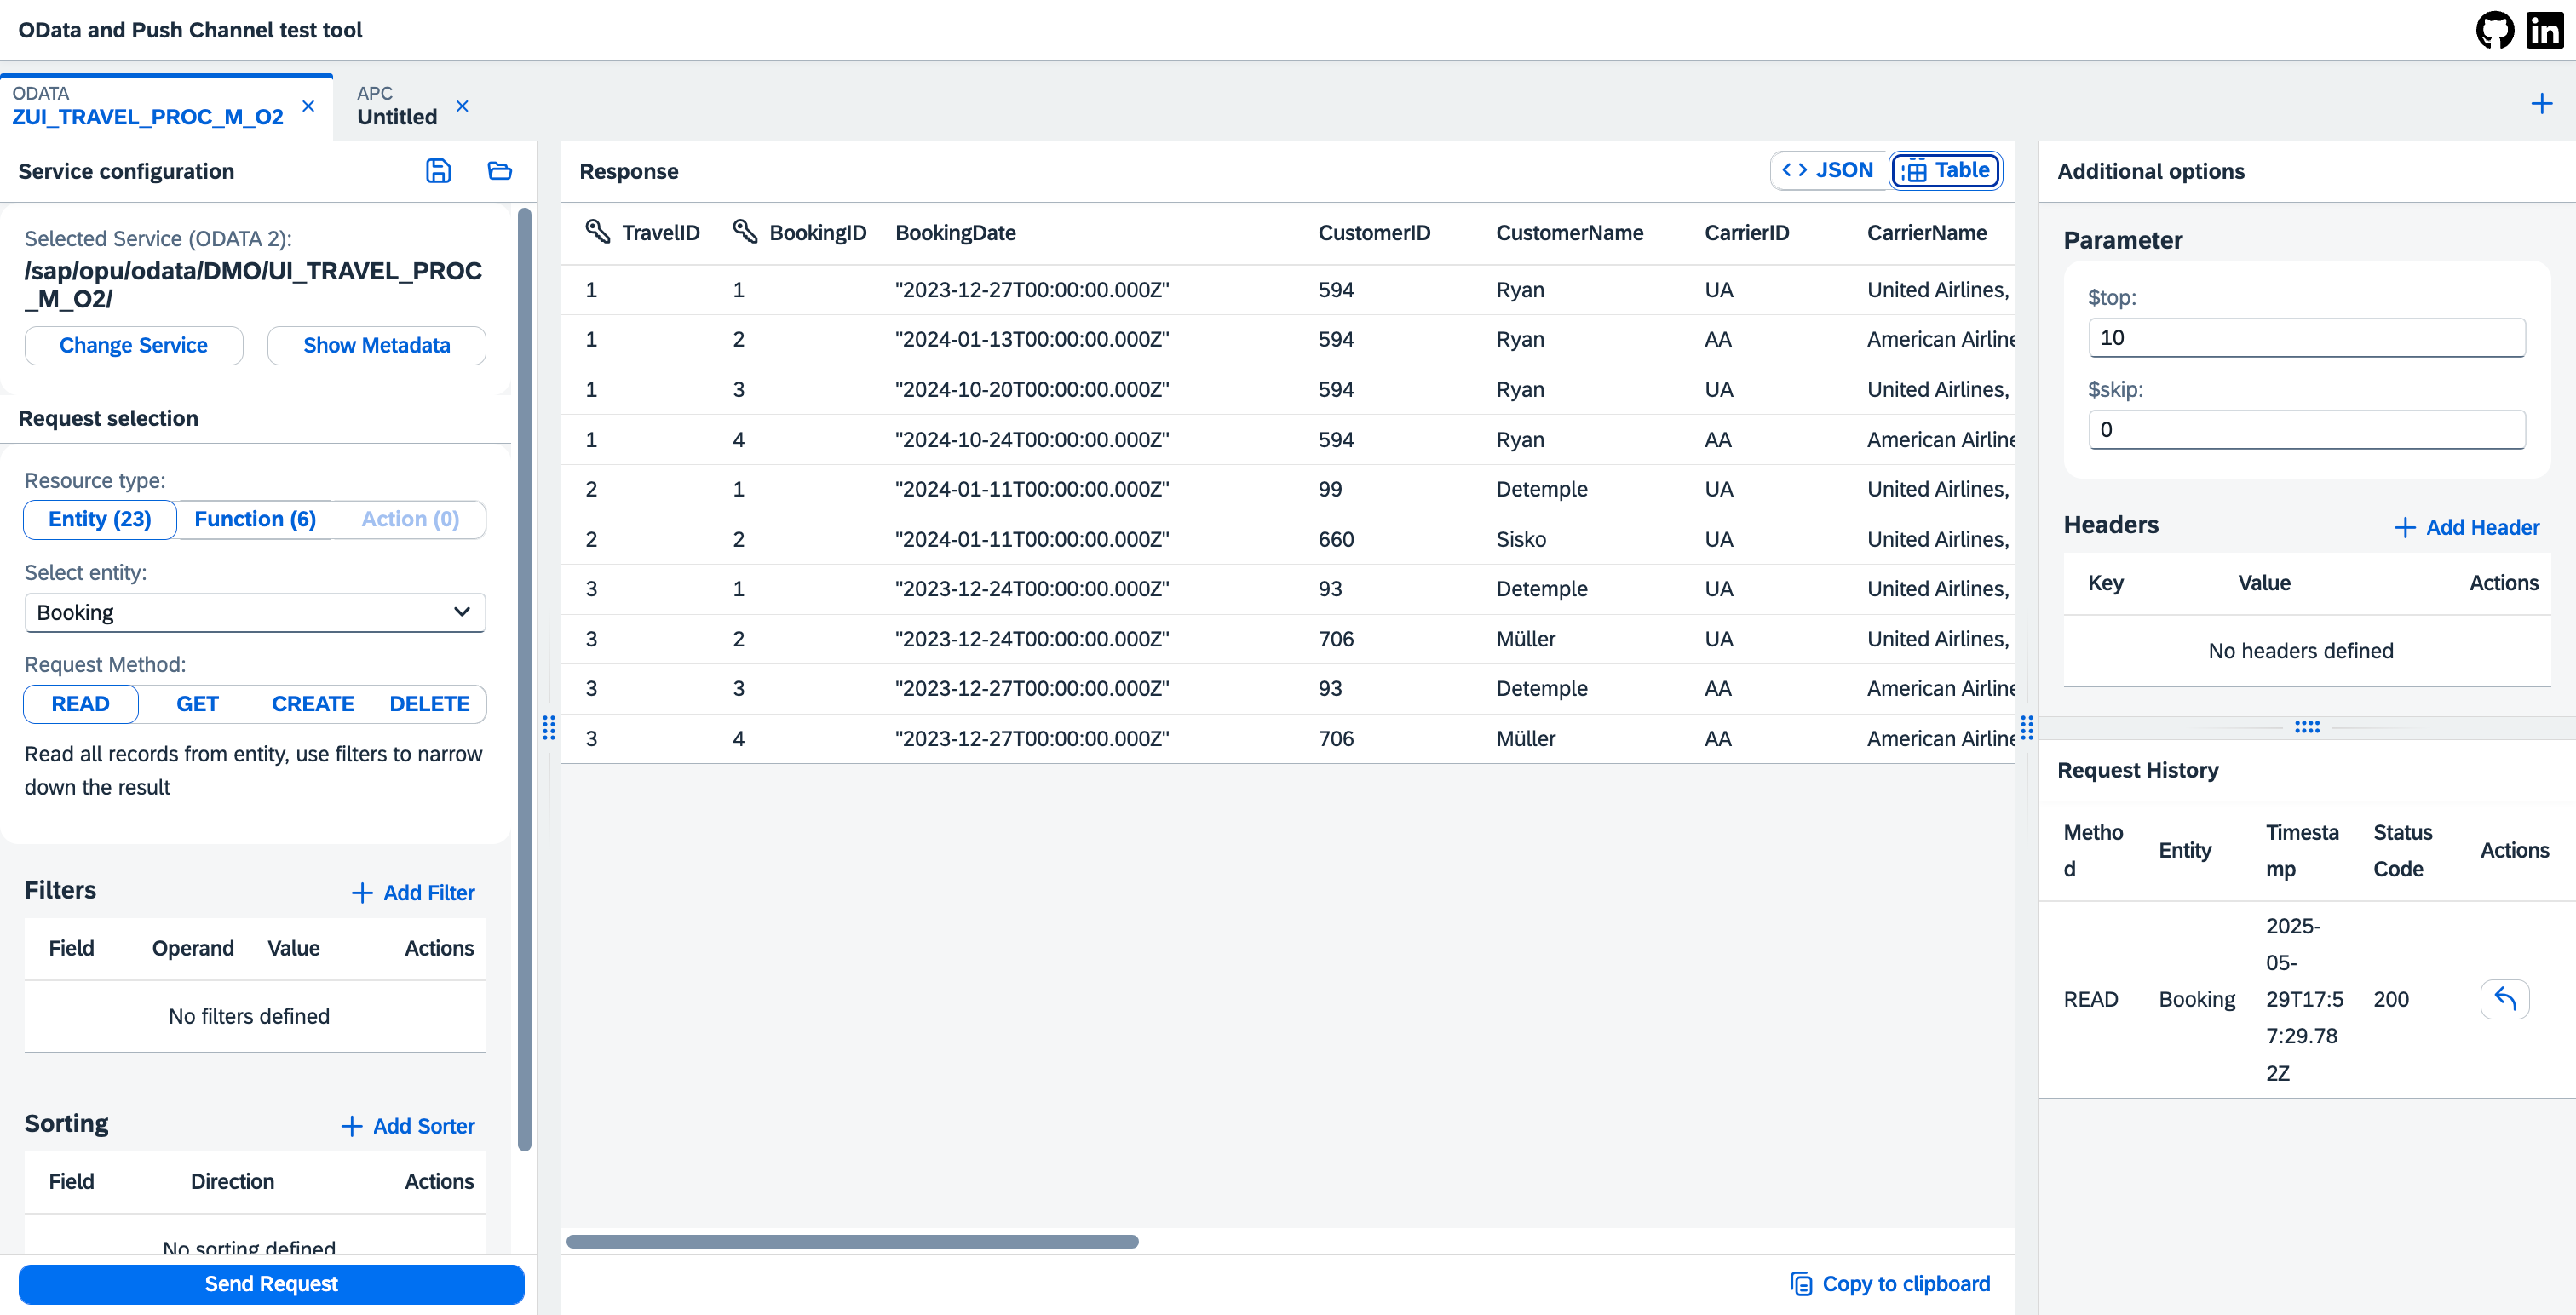 OData and Push Channel test tool
ODATA
ZUI_TRAVEL_PROC_M_O2
APC
Untitled
Service configuration
Selected Service (ODATA 2):
/sap/opu/odata/DMO/UI_TRAVEL_PROC
_M_O2/
Change Service Show Metadata
Request selection
Resource type:
Entity (23) Function (6) Action (0)
Select entity:
Booking
Request Method:
READ GET CREATE DELETE
Read all records from entity, use filters to narrow
down the result
Filters
Add Filter
Field Operand Value Actions
No filters defined
Sorting
Add Sorter
Field Direction Actions
No sorting defined
Send Request
Response
JSON Table
TravelID BookingID BookingDate CustomerID CustomerName CarrierID CarrierName
1 1 "2023-12-27T00:00:00.000Z" 594 Ryan UA United Airlines,
1 2 "2024-01-13T00:00:00.000Z" 594 Ryan AA American Airline
1 3 "2024-10-20T00:00:00.000Z" 594 Ryan UA United Airlines,
1 4 "2024-10-24T00:00:00.000Z" 594 Ryan AA American Airline
2 1 "2024-01-11T00:00:00.000Z" 99 Detemple UA United Airlines,
2 2 "2024-01-11T00:00:00.000Z" 660 Sisko UA United Airlines,
3 1 "2023-12-24T00:00:00.000Z" 93 Detemple UA United Airlines,
3 2 "2023-12-24T00:00:00.000Z" 706 Müller UA United Airlines,
3 3 "2023-12-27T00:00:00.000Z" 93 Detemple AA American Airline
3 4 "2023-12-27T00:00:00.000Z" 706 Müller AA American Airline
Copy to clipboard
Additional options
Parameter
$top:
10
$skip:
0
Headers
Add Header
Key Value Actions
No headers defined
Request History
Metho
d
Entity
Timesta
mp
Status
Code
Actions
READ
Booking
2025-
05-
29T17:5
7:29.78
2Z
200